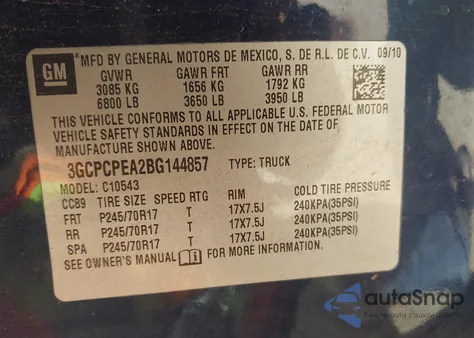 GM *MFD BY GENERAL MOTORS DE MEXICO, S. DE R.L. DE C.V. 09/10
GVWR GAWR FRT GAWR RR
3085 KG 1656 KG 1792 KG
6800 LB 3650 LB 3950 LB
THIS VEHICLE CONFORMS TO ALL APPLICABLE U.S. FEDERAL MOTOR
VEHICLE SAFETY STANDARDS IN EFFECT ON THE DATE OF
MANUFACTURE SHOWN ABOVE.
3GCPCPEA2BG144857 TYPE: TRUCK
MODEL: C10543
CC89 TIRE SIZE SPEED RTG RIM COLD TIRE PRESSURE
FRT P245/70R17 T 17X7.5J 240KPA(35PSI)
RR P245/70R17 T 17X7.5J 240KPA(35PSI)
SPA P245/70R17 T 17X7.5J 240KPA(35PSI)
SEE OWNER'S MANUAL FOR MORE INFORMATION.
autaSnap